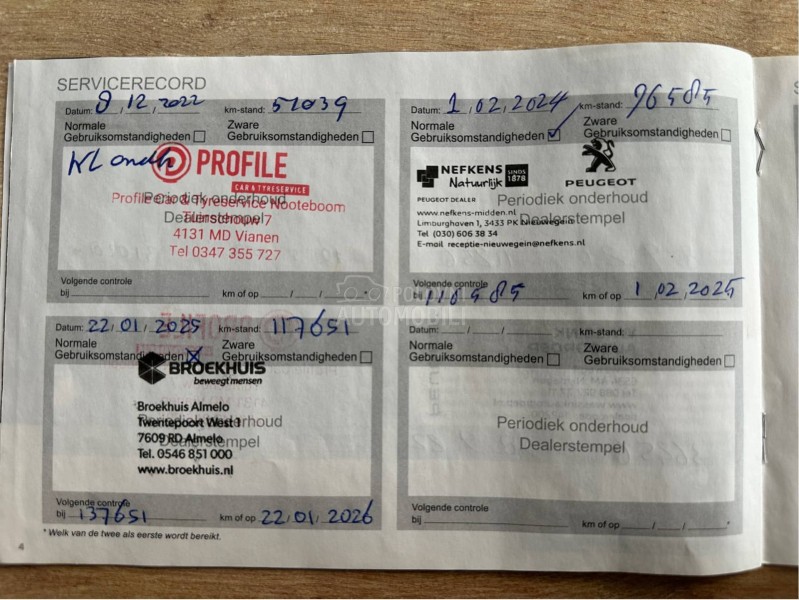 SERVICERECORD
Datum: 8, 12, 2022 km-stand: 51039
Normale Gebruiksomstandigheden Zware Gebruiksomstandigheden
PROFILE
CAR & TYRESERVICE
Periodiek onderhoud
Dealerstempel
Profile Car & Tyreservice Nooteboom
7
4131 MD Vianen
Tel 0347 355 727
Volgende controle
bij km of op / / *
Datum: 1, 02, 2024 km-stand: 96585
Normale Gebruiksomstandigheden Zware Gebruiksomstandigheden
NEFKENS
Natuurlijk
SINDS 1878
PEUGEOT
PEUGEOT DEALER
Periodiek onderhoud
Dealerstempel
www.nefkens-midden.nl
Limburghaven 1, 3433 PK Nieuwegein
Tel (030) 606 38 34
E-mail receptie-nieuwegein@nefkens.nl
Volgende controle
bij 116585 km of op 1, 02, 2025
Datum: 22, 01, 2025 km-stand: 117651
Normale Gebruiksomstandigheden Zware Gebruiksomstandigheden
BROEKHUIS
beweegt mensen
Broekhuis Almelo
Twentepoort West 1
7609 RD Almelo
Tel. 0546 851 000
www.broekhuis.nl
Periodiek onderhoud
Dealerstempel
Volgende controle
bij 137651 km of op 22, 01, 2026
Datum: / / km-stand:
Normale Gebruiksomstandigheden Zware Gebruiksomstandigheden
Periodiek onderhoud
Dealerstempel
Volgende controle
bij km of op / / *
* Welk van de twee als eerste wordt bereikt.
4